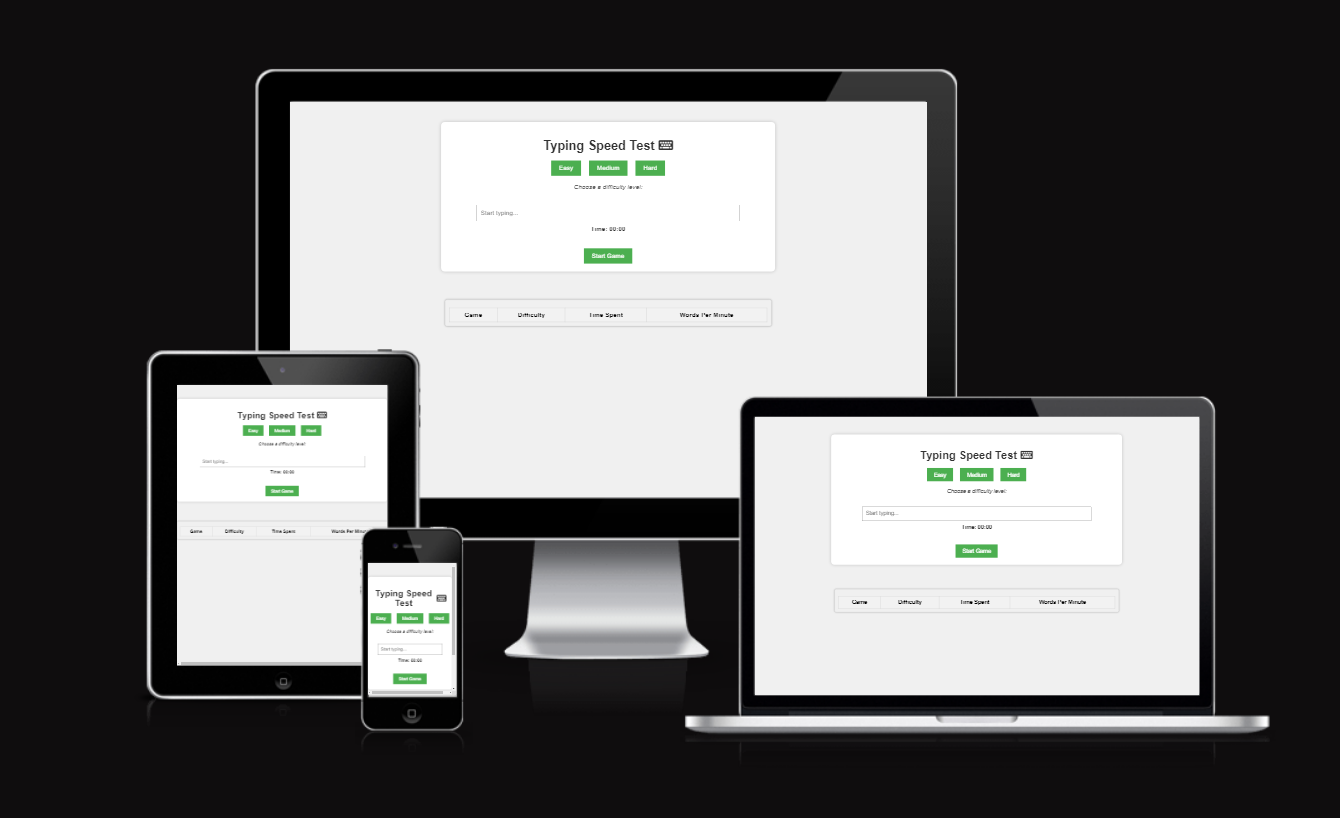 Typing Speed Test
Easy Medium Hard
Choose a difficulty level:
Start typing...
Time: 00:00
Start Game
Game Difficulty Time Spent Words Per Minute
Typing Speed Test
Easy Medium Hard
Choose a difficulty level:
Start typing...
Time: 00:00
Start Game
Game Difficulty Time Spent Words Per Minute
Typing Speed
Test
Easy Medium Hard
Choose a difficulty level:
Start typing...
Time: 00:00
Start Game
Typing Speed Test
Easy Medium Hard
Choose a difficulty level:
Start typing...
Time: 00:00
Start Game
Game Difficulty Time Spent Words Per Minute